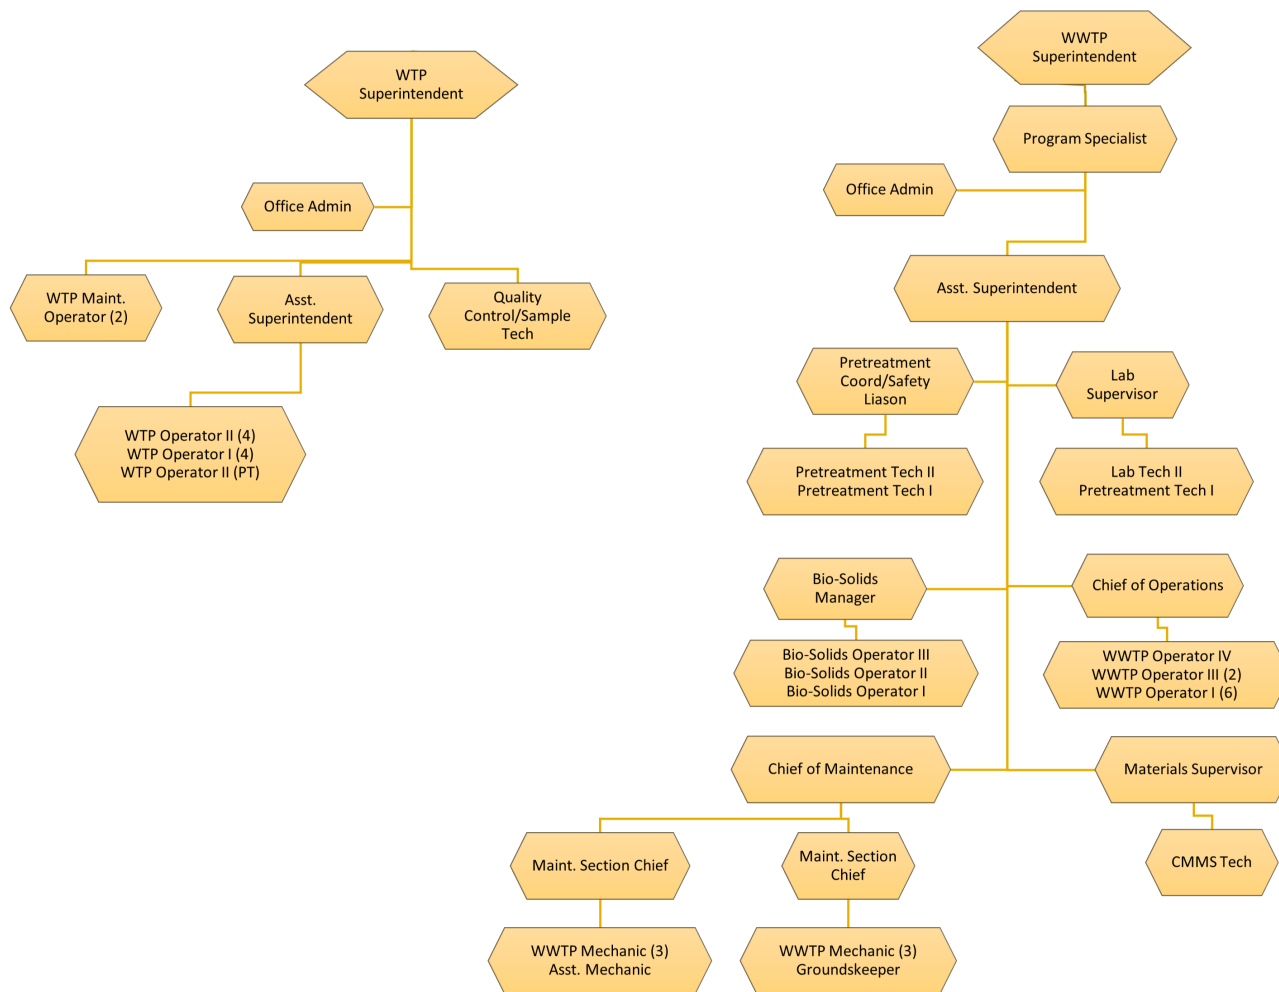 WTP
Superintendent
Office Admin
WTP Maint.
Operator (2)
Asst.
Superintendent
Quality
Control/Sample
Tech
WTP Operator II (4)
WTP Operator I (4)
WTP Operator II (PT)
WWTP
Superintendent
Program Specialist
Office Admin
Asst. Superintendent
Pretreatment
Coord/Safety
Liason
Lab
Supervisor
Pretreatment Tech II
Pretreatment Tech I
Lab Tech II
Pretreatment Tech I
Bio-Solids
Manager
Chief of Operations
Bio-Solids Operator III
Bio-Solids Operator II
Bio-Solids Operator I
WWTP Operator IV
WWTP Operator III (2)
WWTP Operator I (6)
Chief of Maintenance
Materials Supervisor
Maint. Section Chief
Maint. Section
Chief
CMMS Tech
WWTP Mechanic (3)
Asst. Mechanic
WWTP Mechanic (3)
Groundskeeper